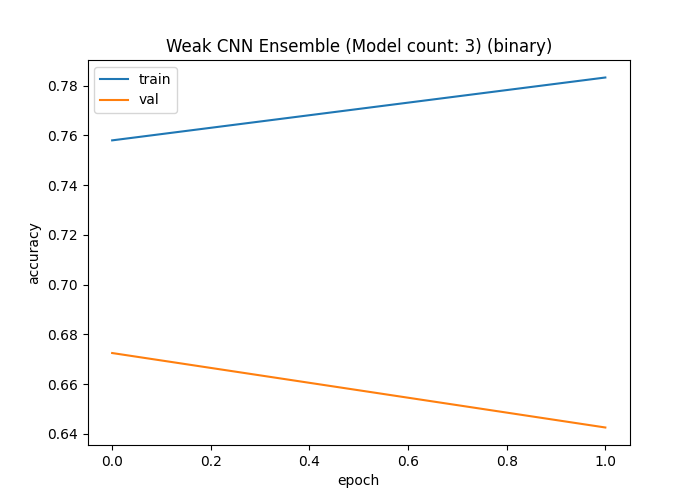 Weak CNN Ensemble (Model count: 3) (binary)
train
val
0.78
0.76
0.74
0.72
0.70
0.68
0.66
0.64
accuracy
0.0 0.2 0.4 0.6 0.8 1.0
epoch